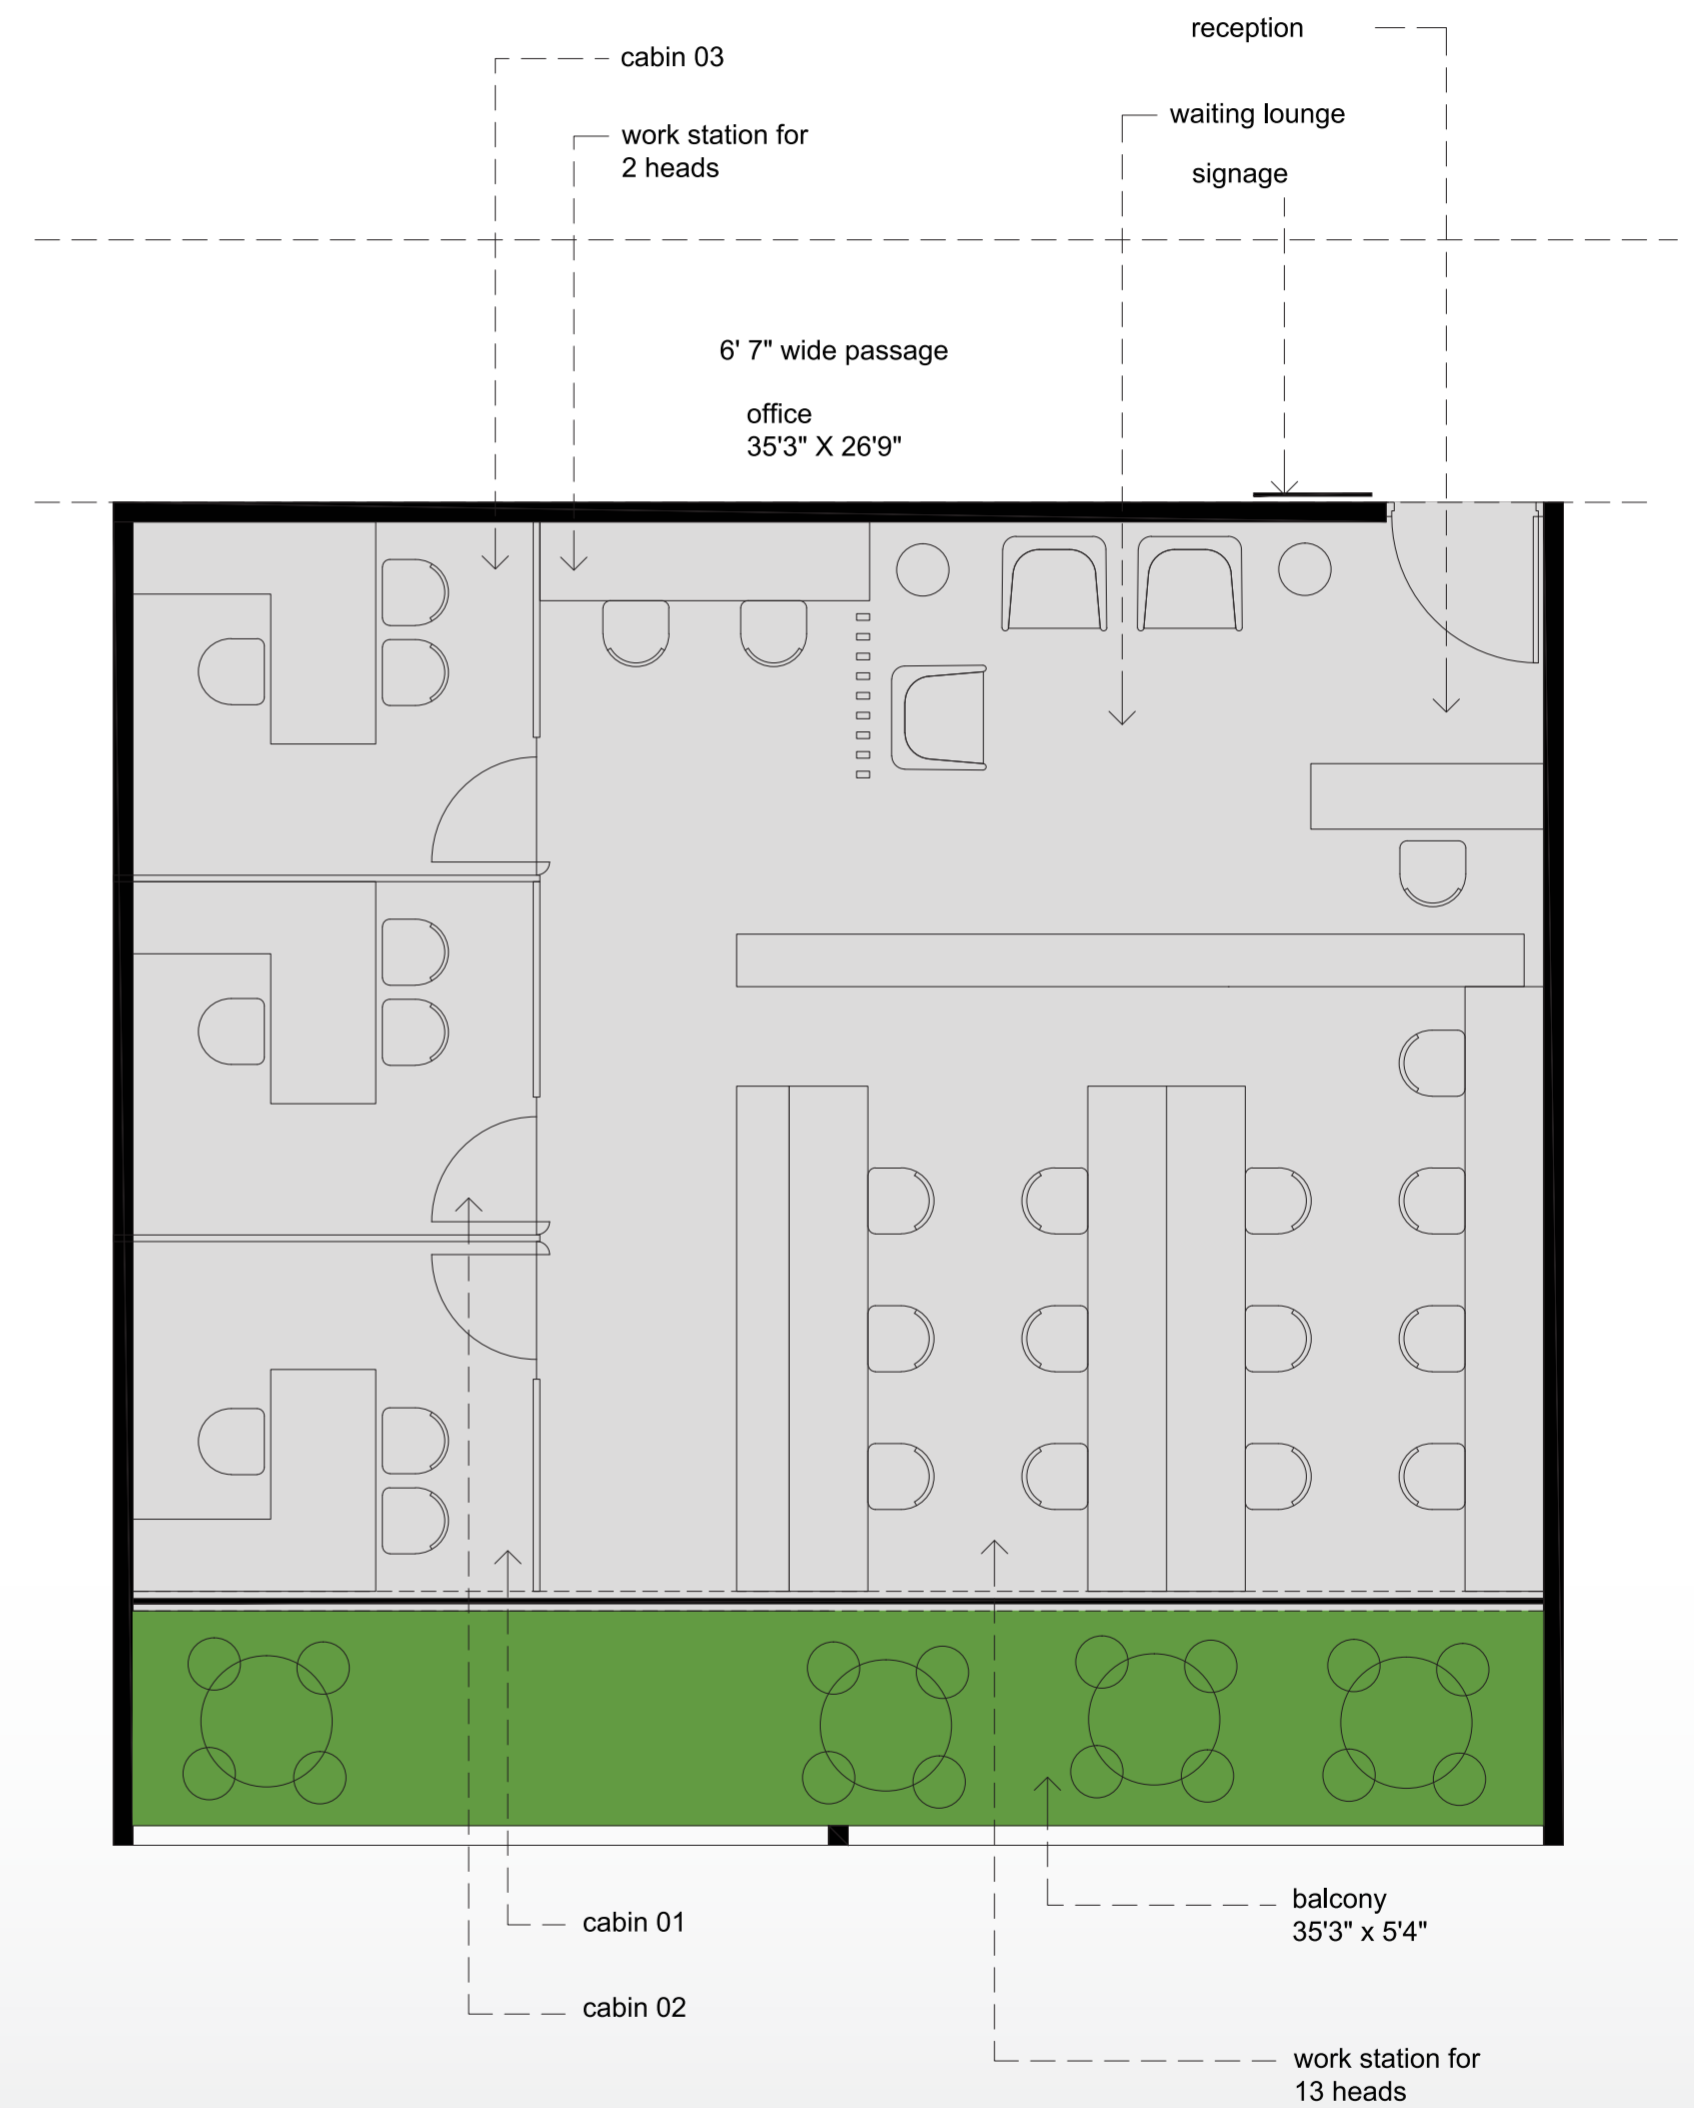 reception
cabin 03
waiting lounge
work station for
2 heads
signage
6' 7" wide passage
office
35'3" X 26'9"
balcony
35'3" x 5'4"
cabin 01
cabin 02
work station for
13 heads